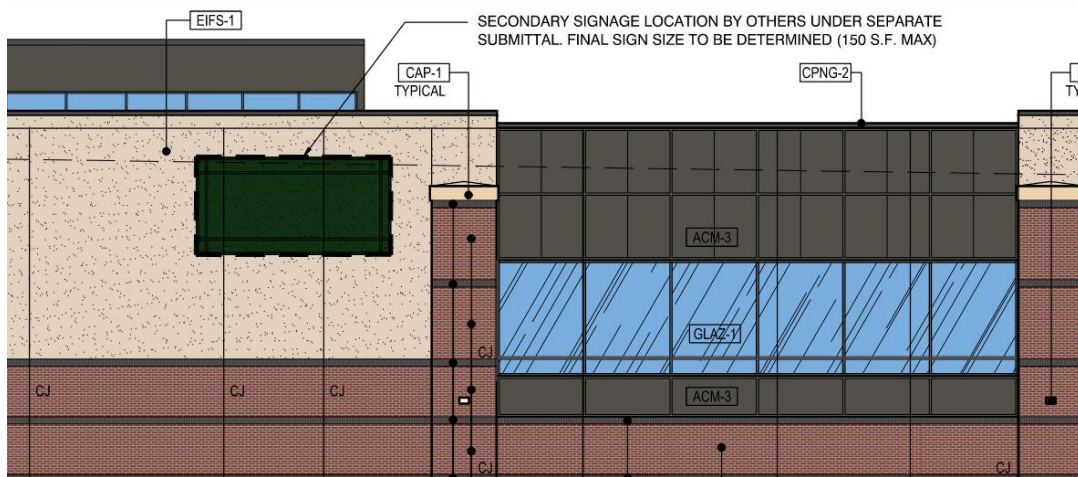 EIFS-1
SECONDARY SIGNAGE LOCATION BY OTHERS UNDER SEPARATE
SUBMITTAL. FINAL SIGN SIZE TO BE DETERMINED (150 S.F. MAX)
CAP-1
TYPICAL
CPNG-2
TY
ACM-3
GLAZ-1
CJ
CJ
CJ
CJ
ACM-3
CJ
CJ